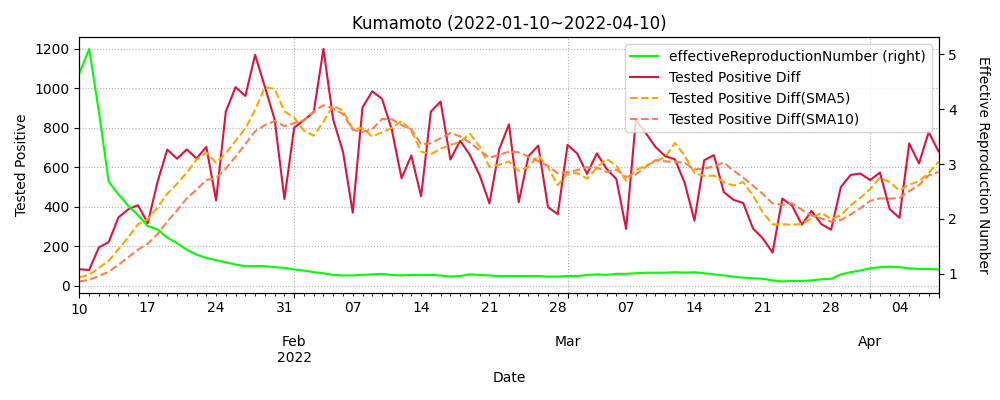 Kumamoto (2022-01-10~2022-04-10)
effectiveReproductionNumber (right)
Tested Positive Diff
Tested Positive Diff(SMA5)
Tested Positive Diff(SMA10)
Tested Positive
1200
1000
800
600
400
200
0
5
4
3
2
1
Effective Reproduction Number
10 17 24 31 07 14 21 28 07 14 21 28 04
Feb Mar Apr
2022
Date